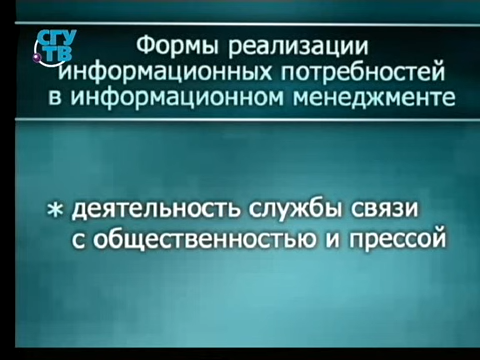 СГУ
ТВ
Формы реализации
информационных потребностей
в информационном менеджменте
* деятельность службы связи
с общественностью и прессой